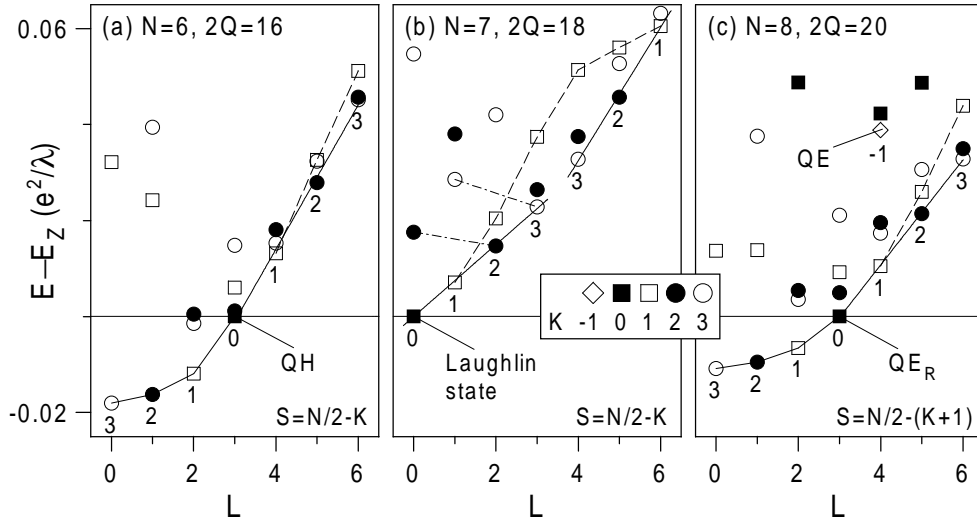 (a) N=6, 2Q=16
(b) N=7, 2Q=18
(c) N=8, 2Q=20
0.06
-0.02
E—E_Z (e²/λ)
3
2
1
0
1
2
3
QH
S=N/2-K
0
1
2
3
3
2
1
Laughlin
state
S=N/2-K
K -1 0 1 2 3
3
2
1
0
1
2
3
QE
-1
QE_R
S=N/2-(K+1)
0 2 4 6
0 2 4 6
0 2 4 6
L
L
L